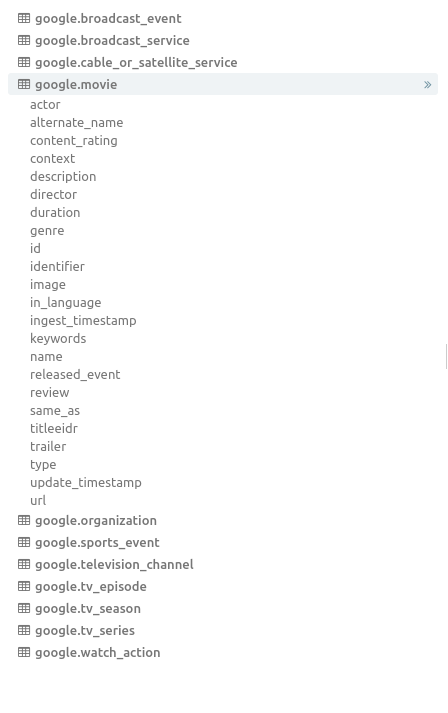 google.broadcast_event
google.broadcast_service
google.cable_or_satellite_service
google.movie »
actor
alternate_name
content_rating
context
description
director
duration
genre
id
identifier
image
in_language
ingest_timestamp
keywords
name
released_event
review
same_as
titleeidr
trailer
type
update_timestamp
url
google.organization
google.sports_event
google.television_channel
google.tv_episode
google.tv_season
google.tv_series
google.watch_action